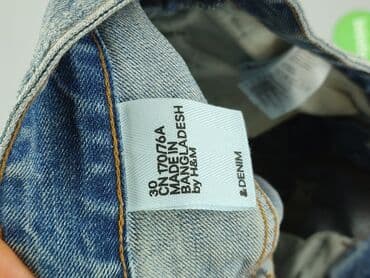 30
CN 170/76A
MADE IN
BANGLADESH
by H&M
&DENIM